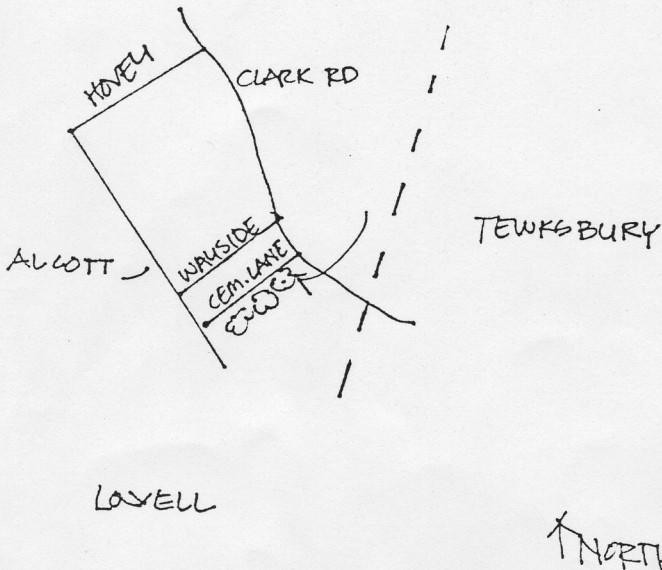 HOVEY
CLARK RD
TEWKSBURY
WAYSIDE
ALCOTT
CEM. LANE
LOWELL
NORTH